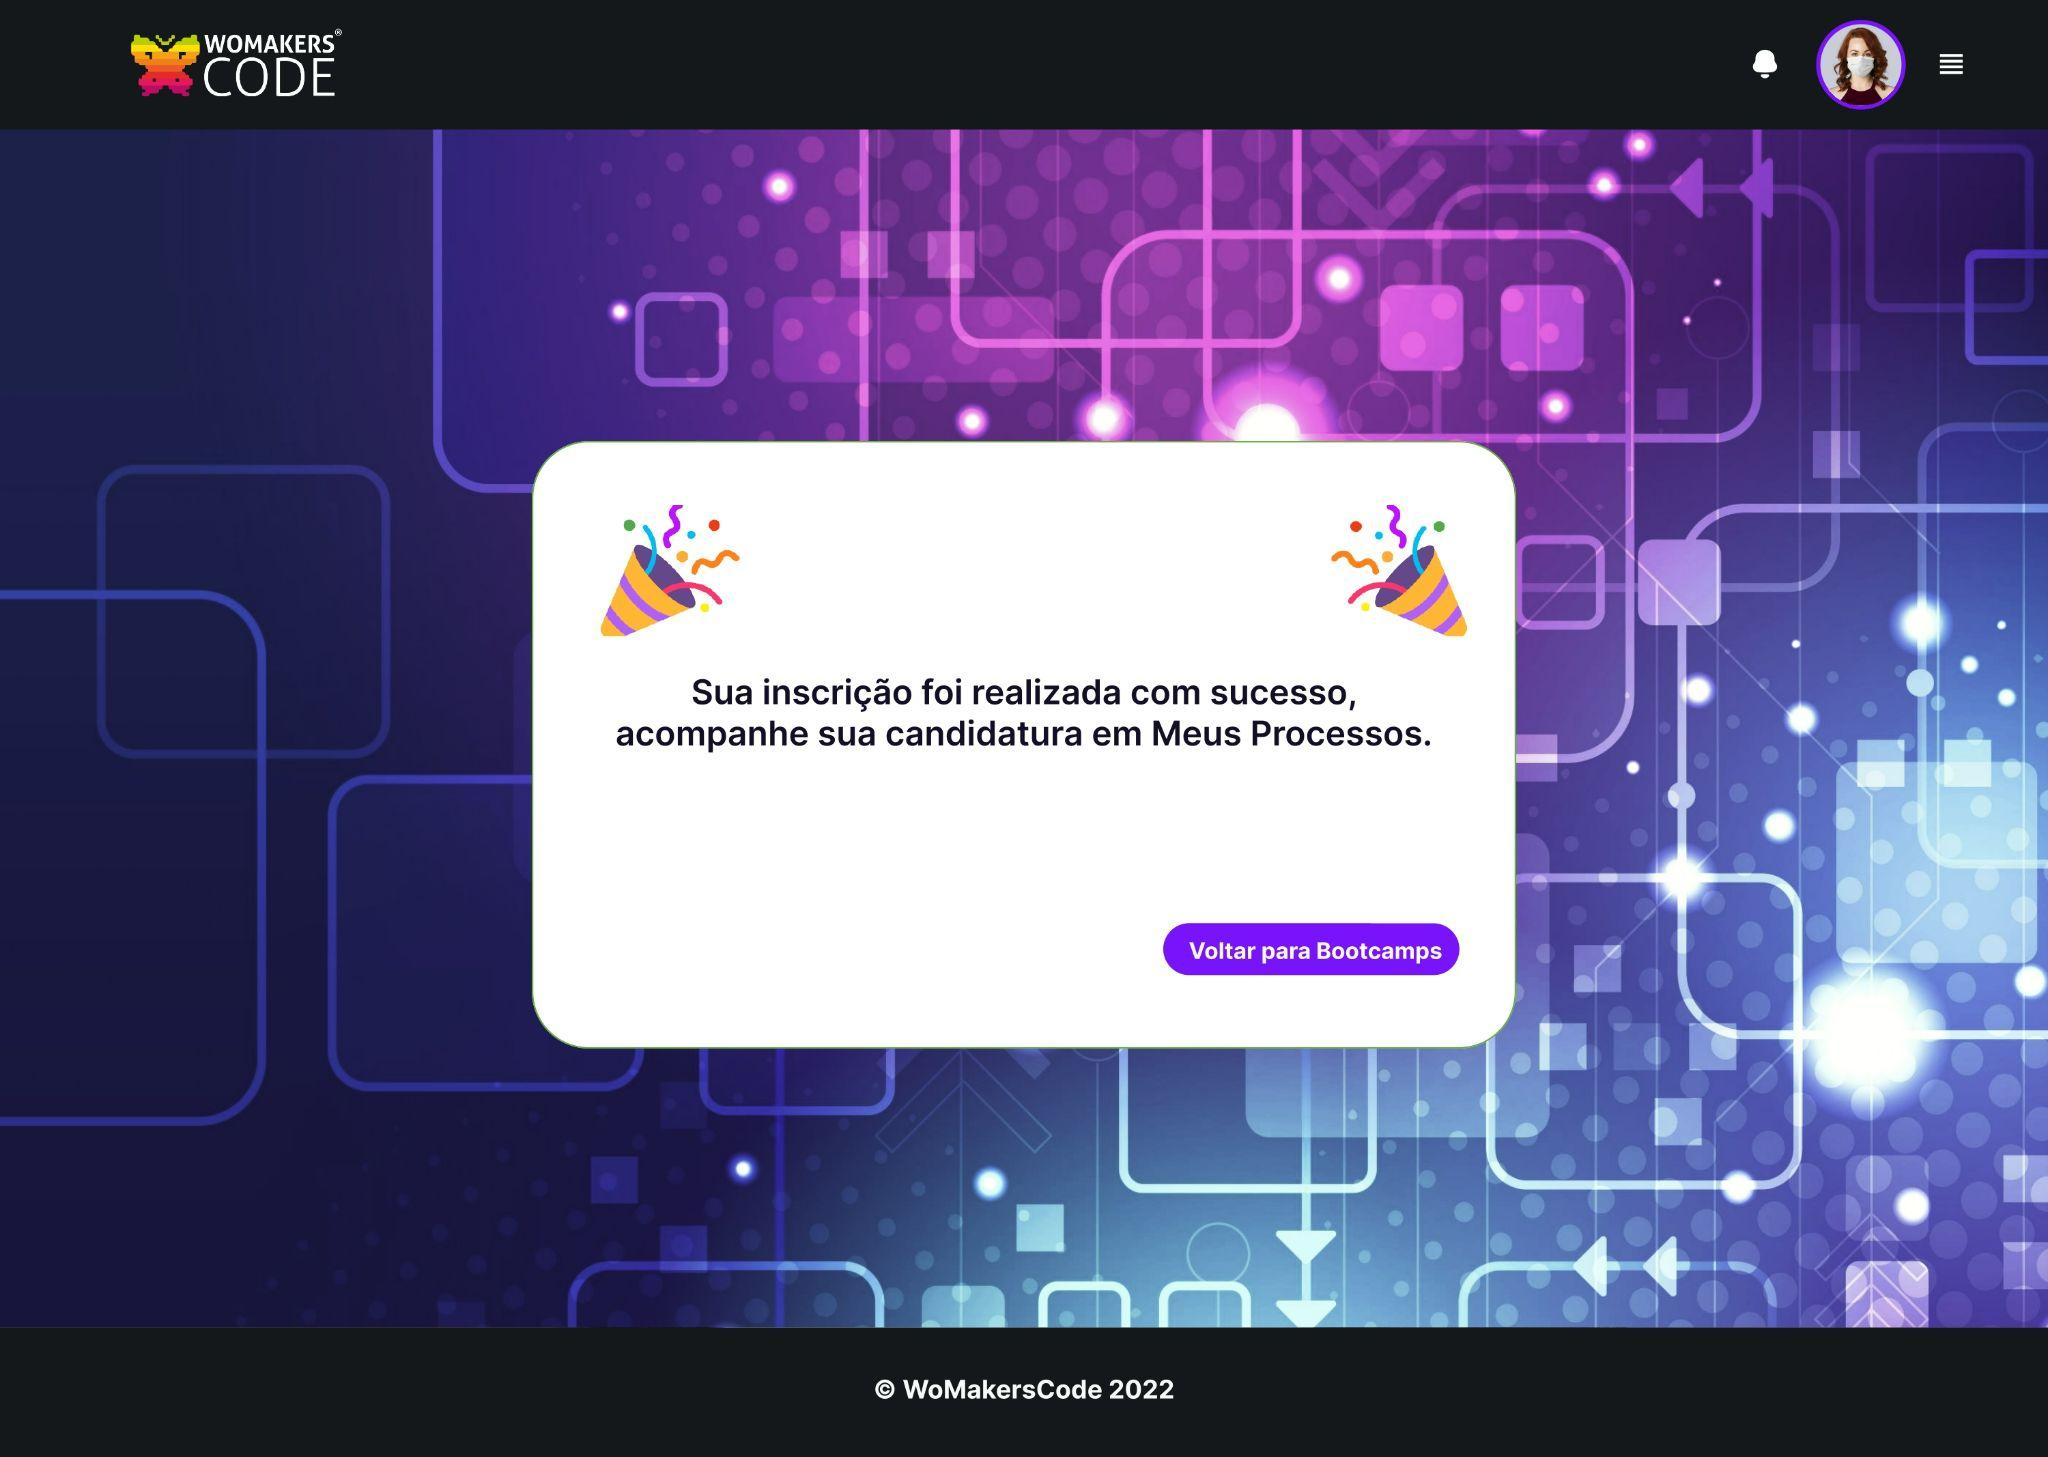 WOMAKERS®
CODE
Sua inscrição foi realizada com sucesso,
acompanhe sua candidatura em Meus Processos.
Voltar para Bootcamps
© WoMakersCode 2022